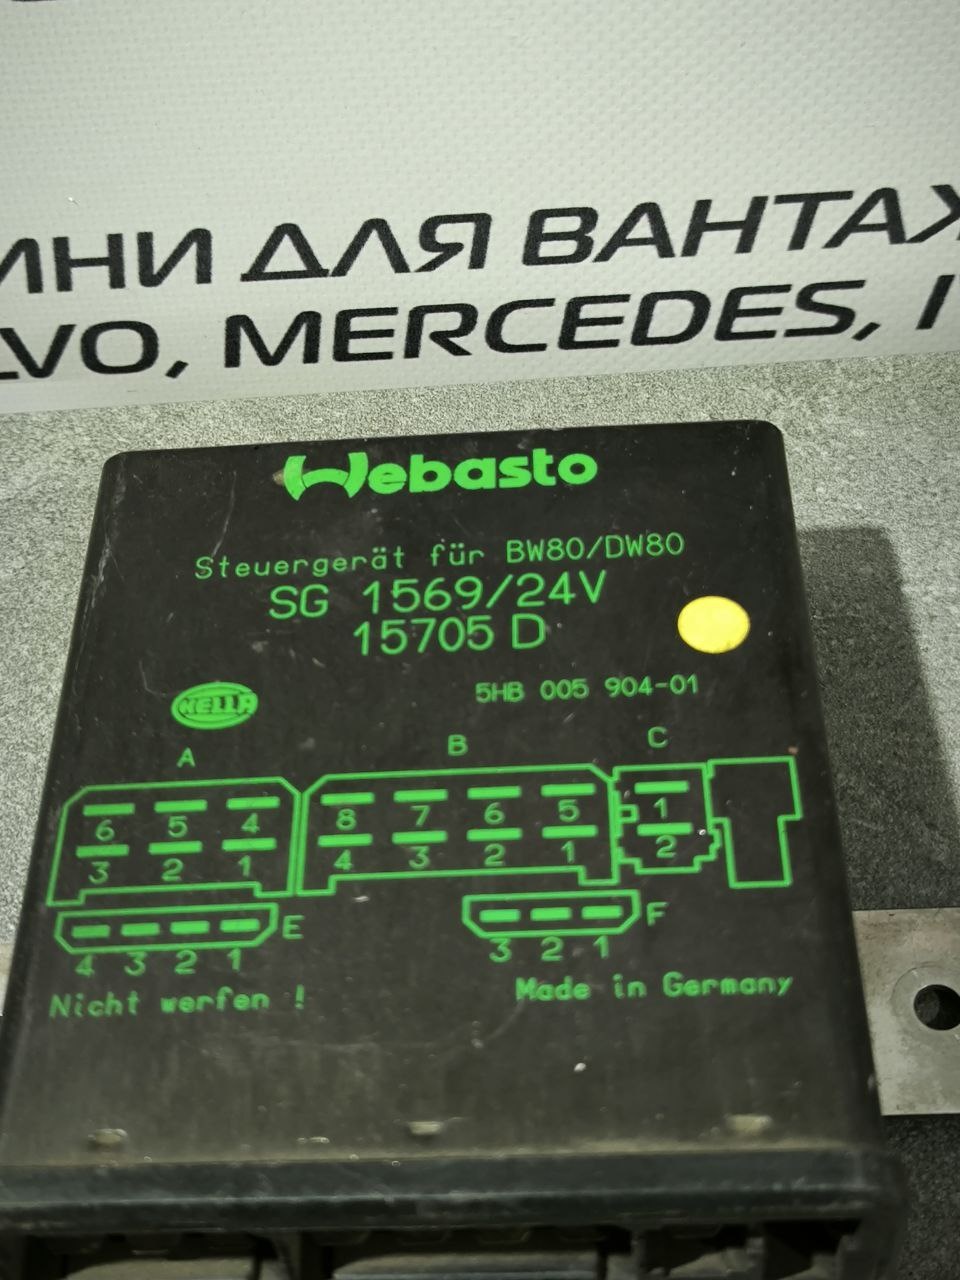 ДЛЯ
VO, MERCEDES,
Webasto
Steuergerät für BW80/DW80
SG 1569/24V
15705 D
5HB 005 904-01
HELLA
A B C
6 5 4 8 7 6 5 1
3 2 1 4 3 2 1 2
E F
4 3 2 1 3 2 1
Nicht werfen ! Made in Germany